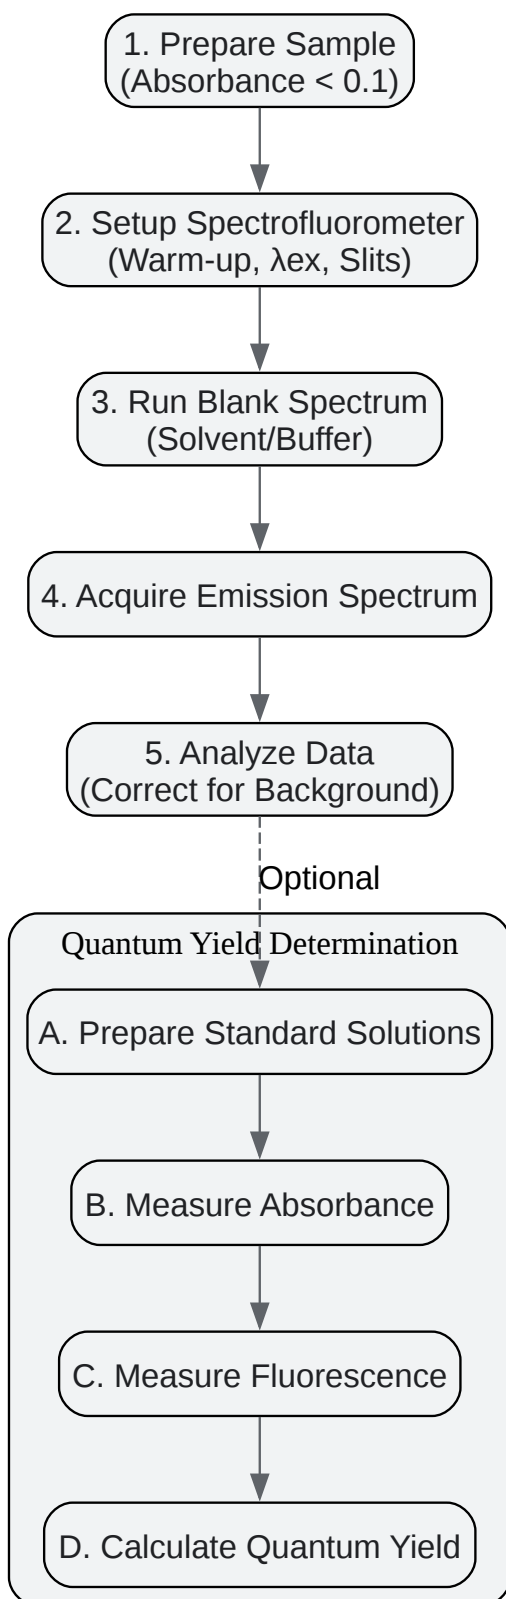 1. Prepare Sample
(Absorbance < 0.1)
2. Setup Spectrofluorometer
(Warm-up, λex, Slits)
3. Run Blank Spectrum
(Solvent/Buffer)
4. Acquire Emission Spectrum
5. Analyze Data
(Correct for Background)
Optional
Quantum Yield Determination
A. Prepare Standard Solutions
B. Measure Absorbance
C. Measure Fluorescence
D. Calculate Quantum Yield